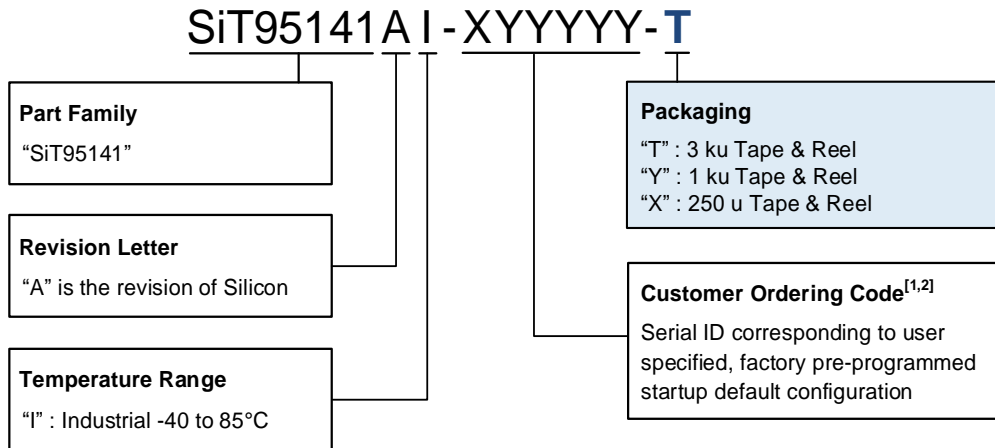 SiT95141AI-XYYYYY-T
Part Family
“SiT95141”
Revision Letter
“A” is the revision of Silicon
Temperature Range
“I” : Industrial -40 to 85°C
Packaging
“T” : 3 ku Tape & Reel
“Y” : 1 ku Tape & Reel
“X” : 250 u Tape & Reel
Customer Ordering Code[1,2]
Serial ID corresponding to user
specified, factory pre-programmed
startup default configuration